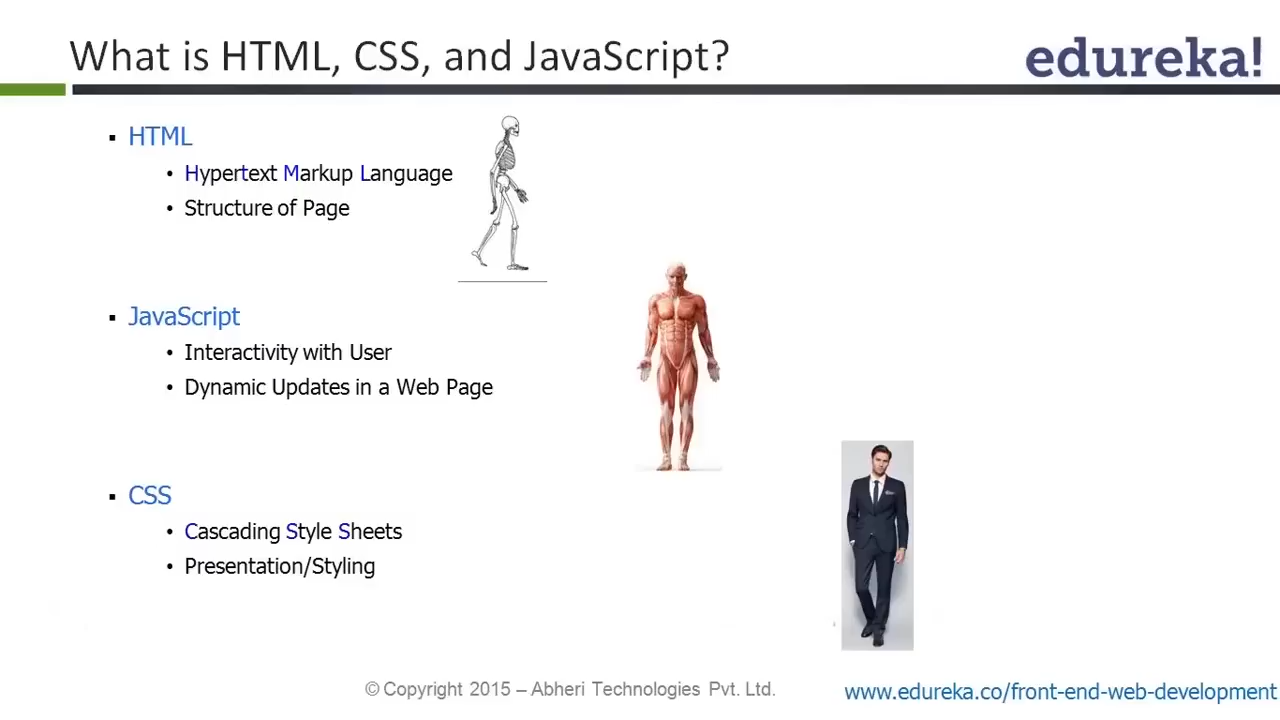 What is HTML, CSS, and JavaScript?
edureka!
▪ HTML
• Hypertext Markup Language
• Structure of Page
▪ JavaScript
• Interactivity with User
• Dynamic Updates in a Web Page
▪ CSS
• Cascading Style Sheets
• Presentation/Styling
© Copyright 2015 – Abheri Technologies Pvt. Ltd.
www.edureka.co/front-end-web-development